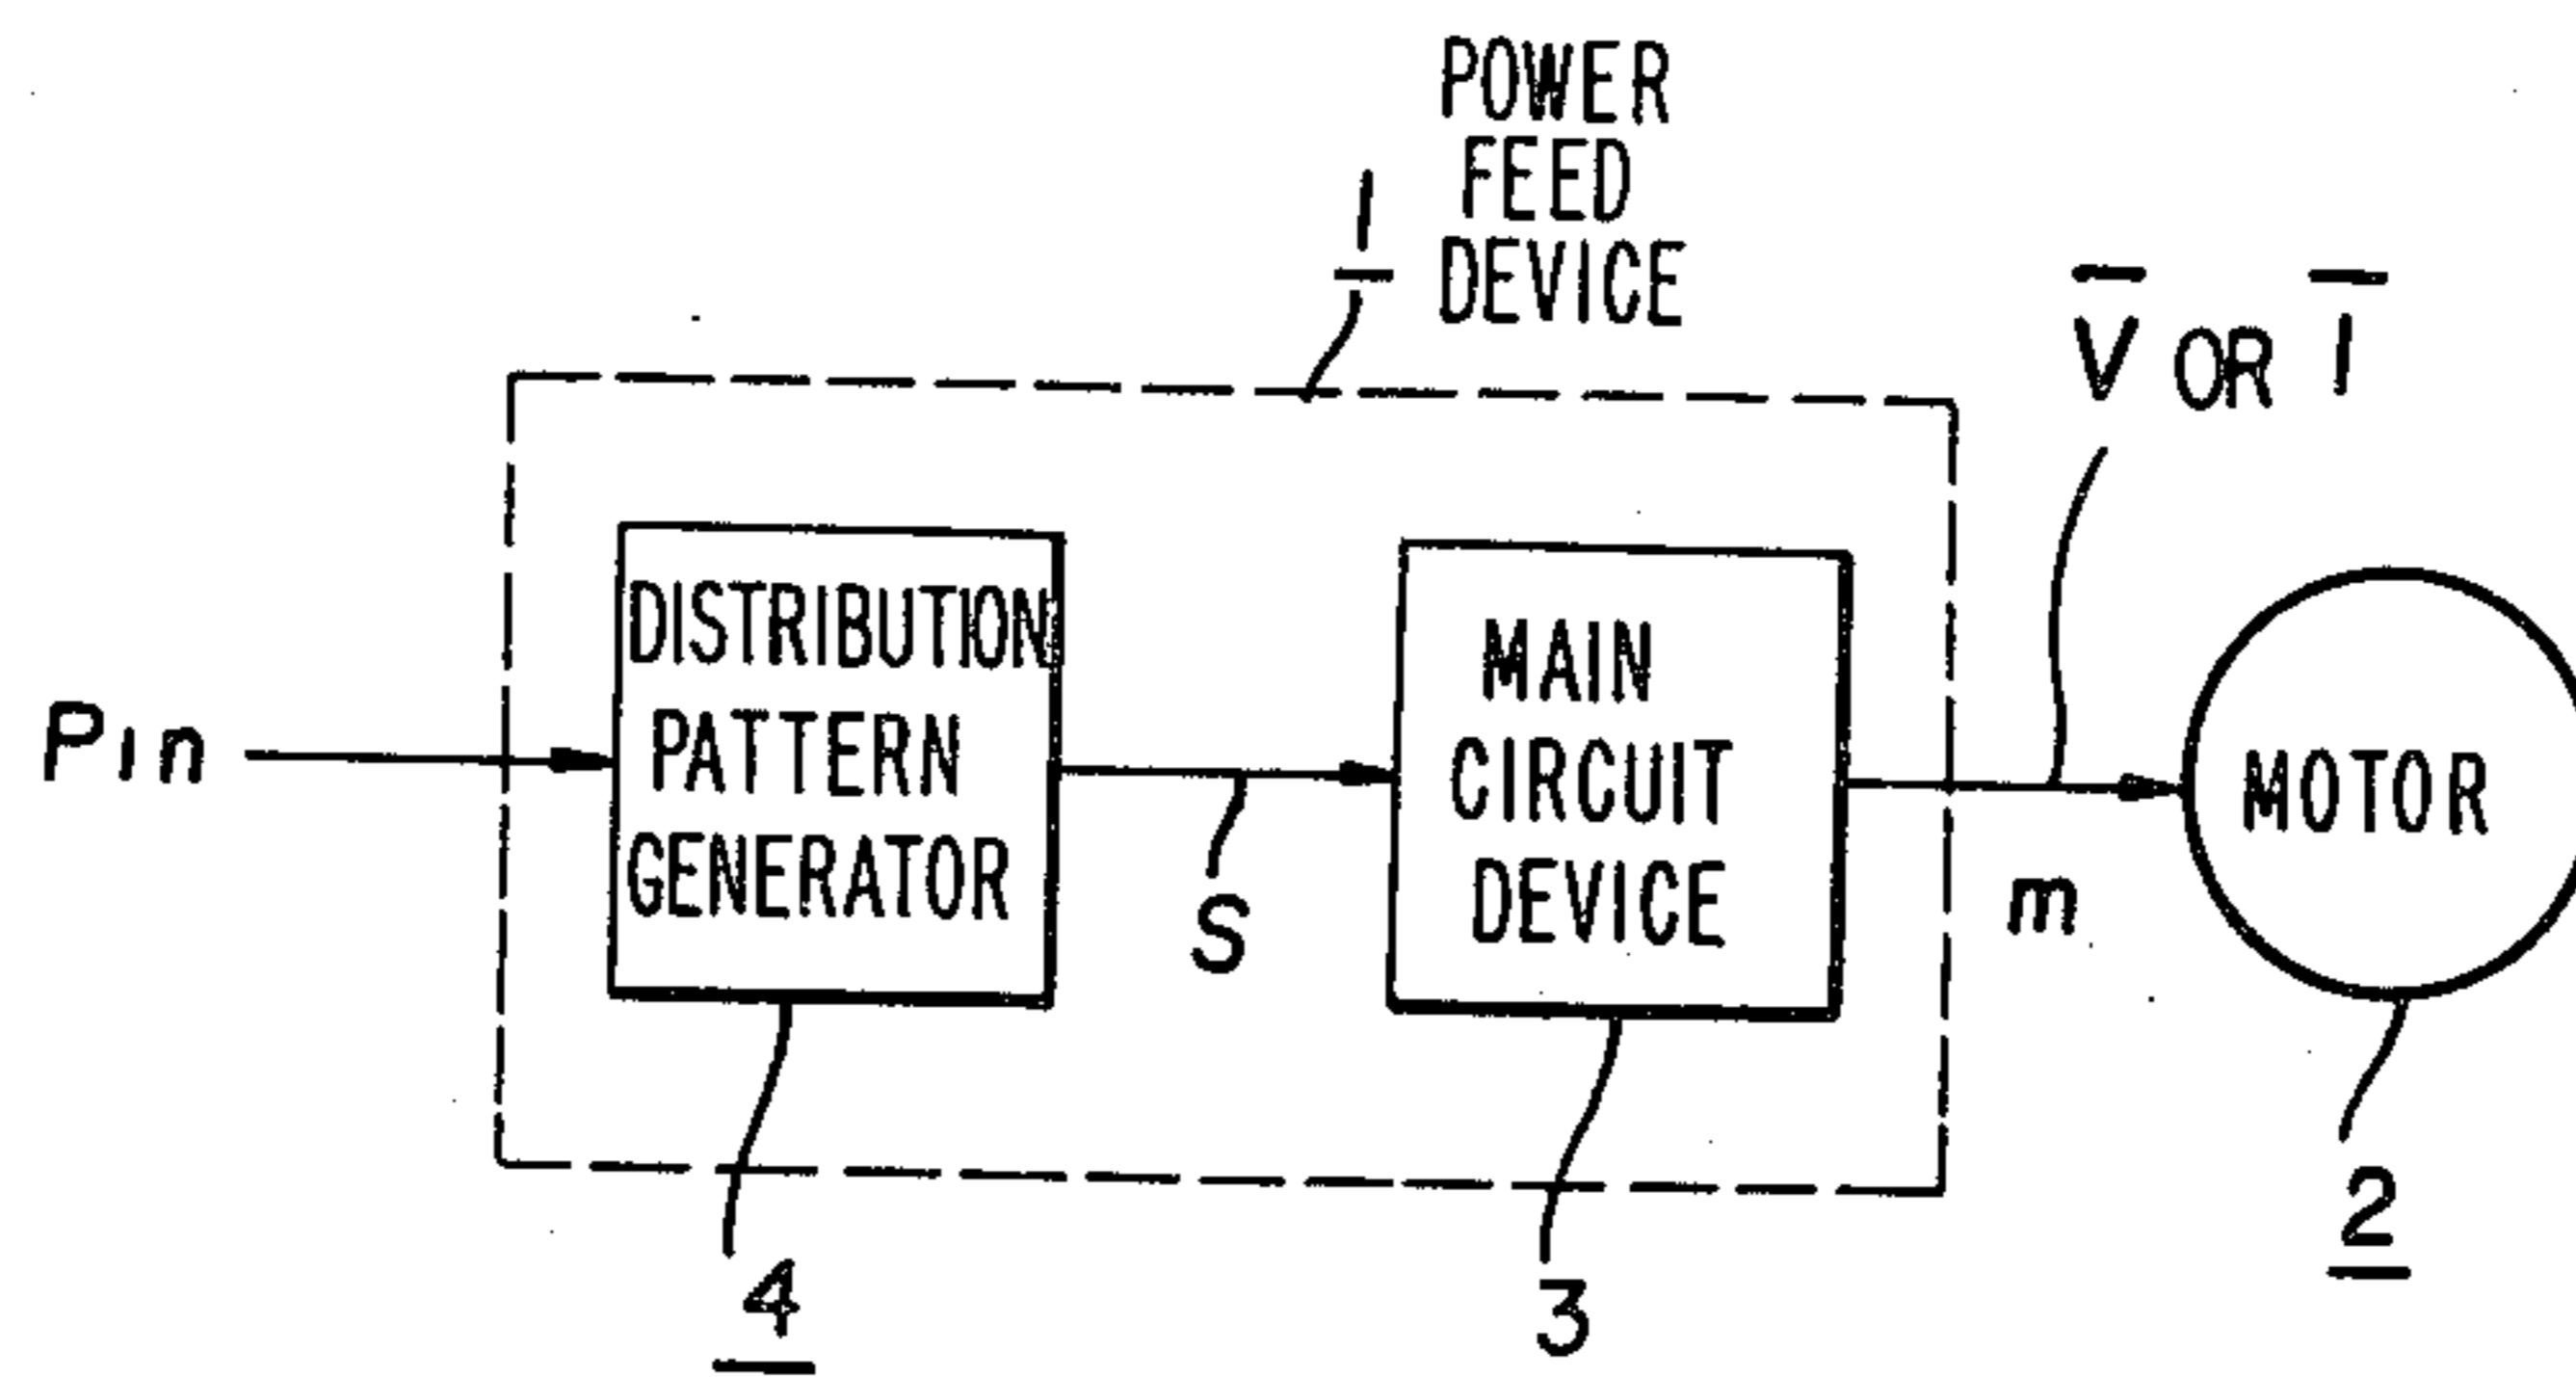 POWER
FEED
DEVICE
1
V̅ OR I̅
Pin
DISTRIBUTION
PATTERN
GENERATOR
S
MAIN
CIRCUIT
DEVICE
m
MOTOR
4
3
2